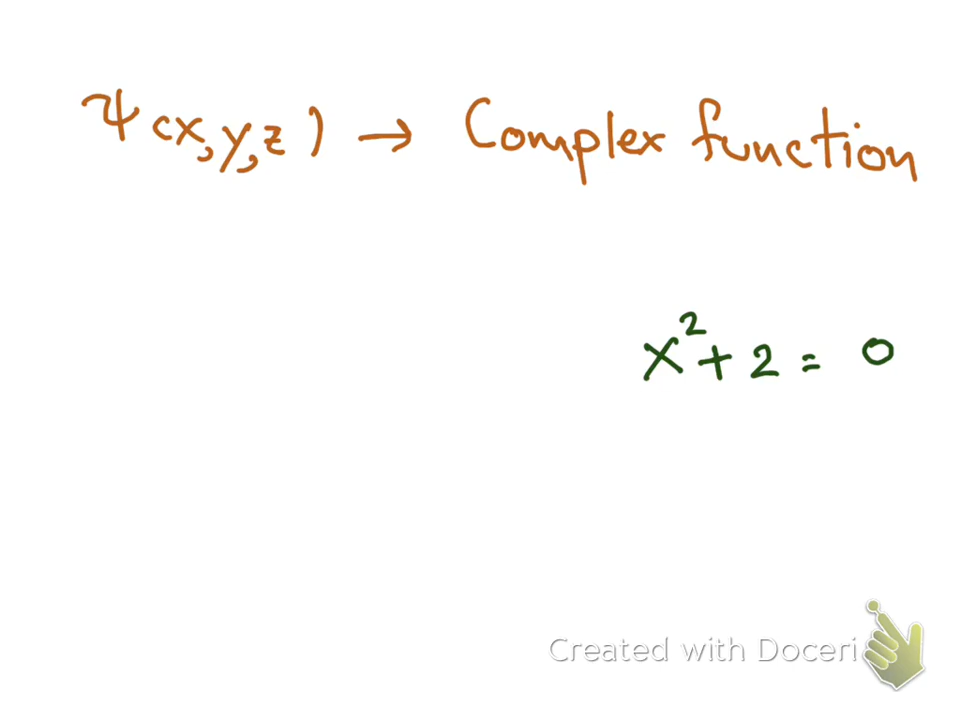 Ψ(x,y,z) → Complex function
x² + 2 = 0
Created with Doceri